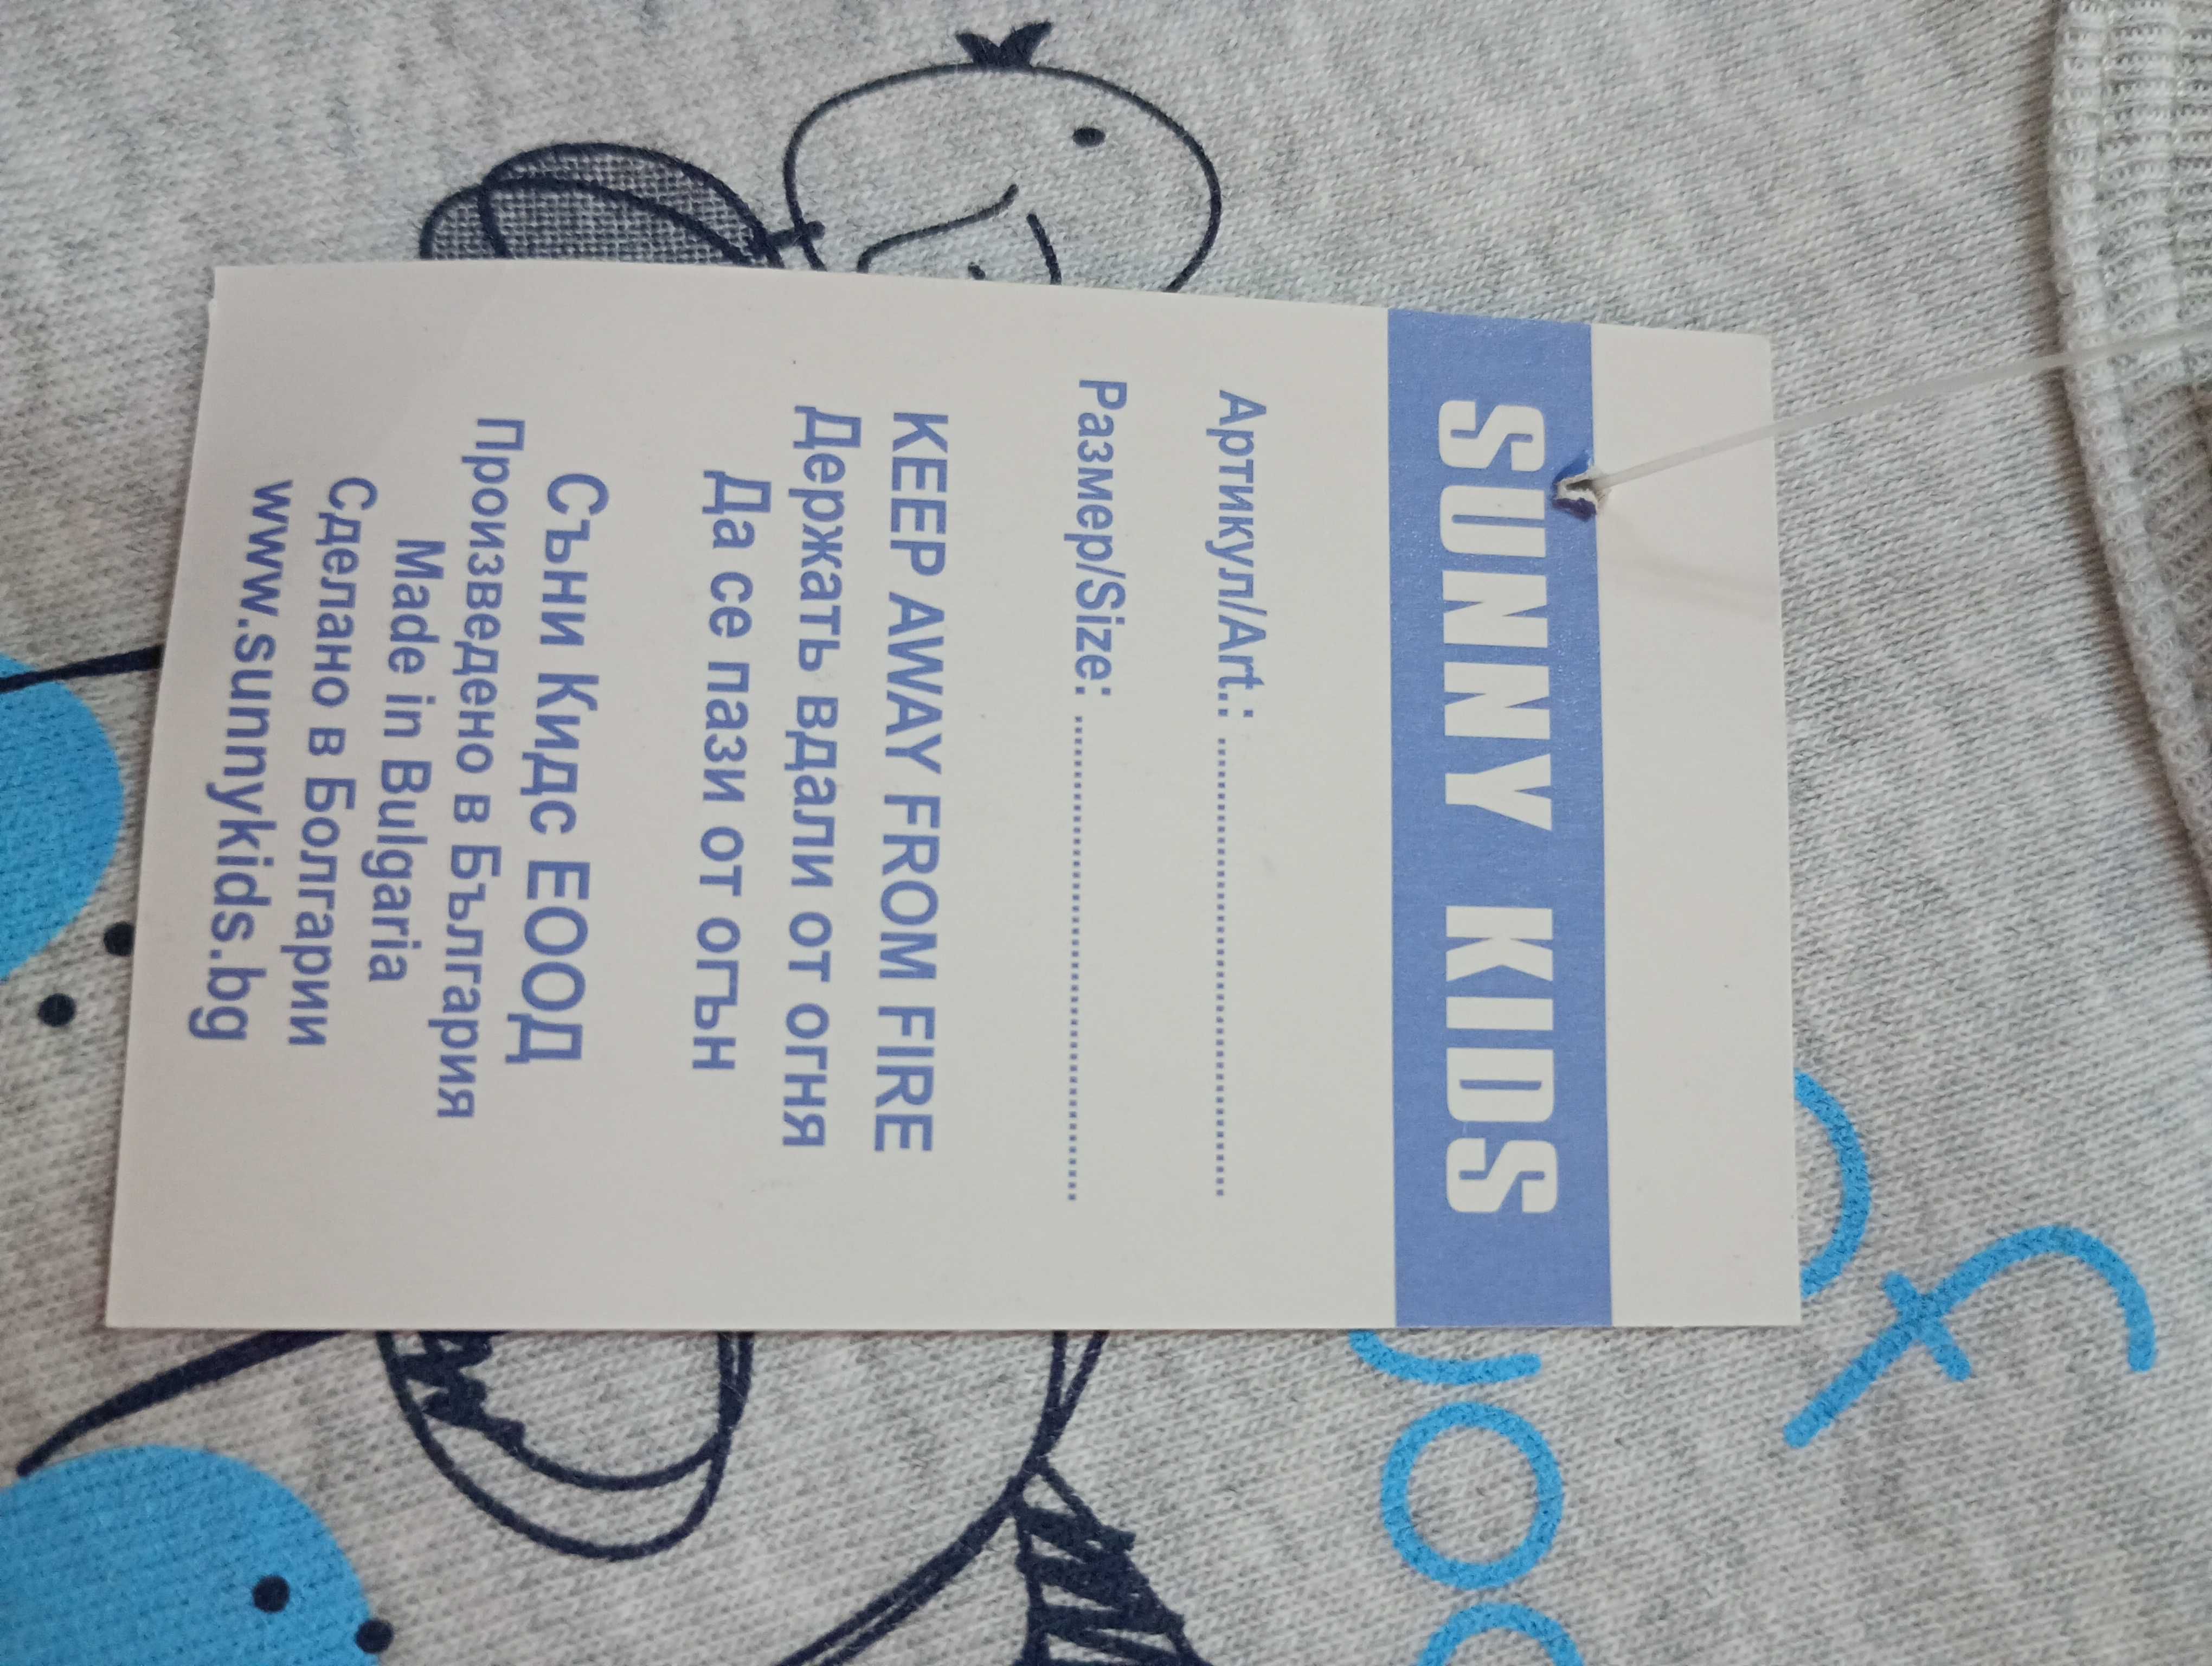 SUNNY KIDS
Артикул/Art.: ........................................
Размер/Size: ..........................................
KEEP AWAY FROM FIRE
Держать вдали от огня
Да се пази от огън
Съни Кидс ЕООД
Произведено в България
Made in Bulgaria
Сделано в Болгарии
www.sunnykids.bg